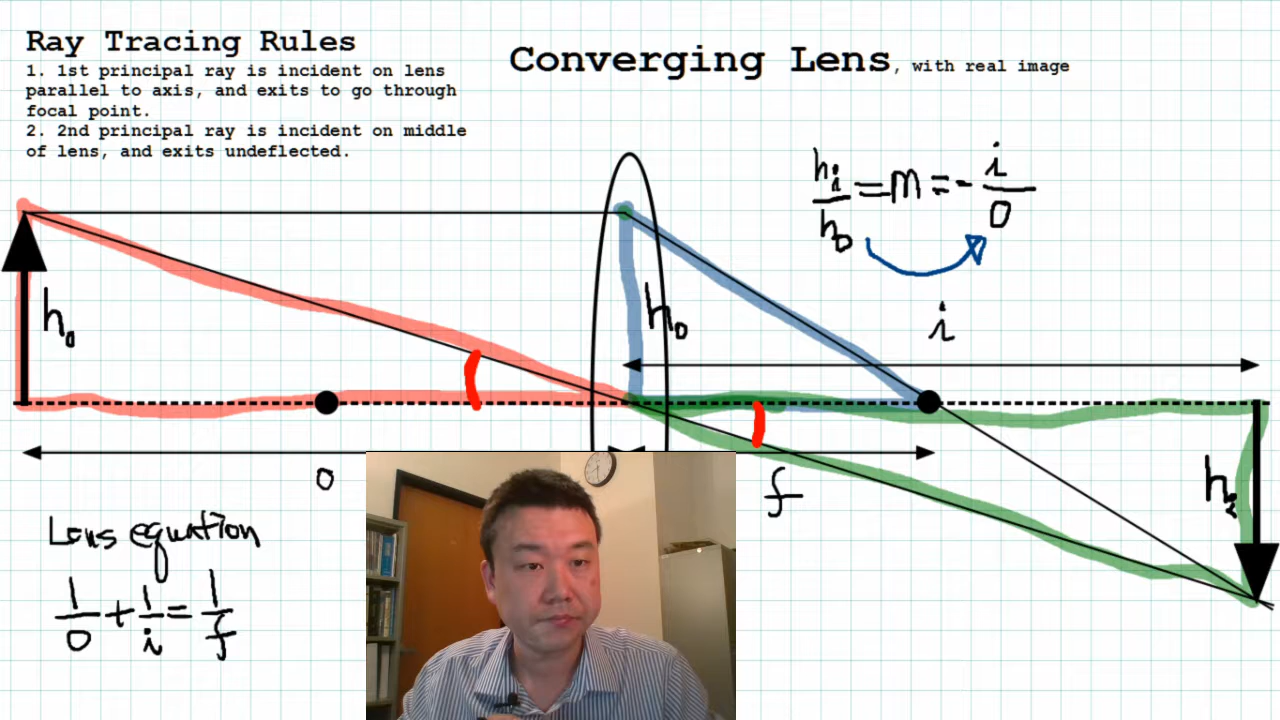 Ray Tracing Rules
1. 1st principal ray is incident on lens
parallel to axis, and exits to go through
focal point.
2. 2nd principal ray is incident on middle
of lens, and exits undeflected.
Converging Lens, with real image
hi/ho = m = - i/o
ho
ho
i
o
f
hi
Lens equation
1/o + 1/i = 1/f